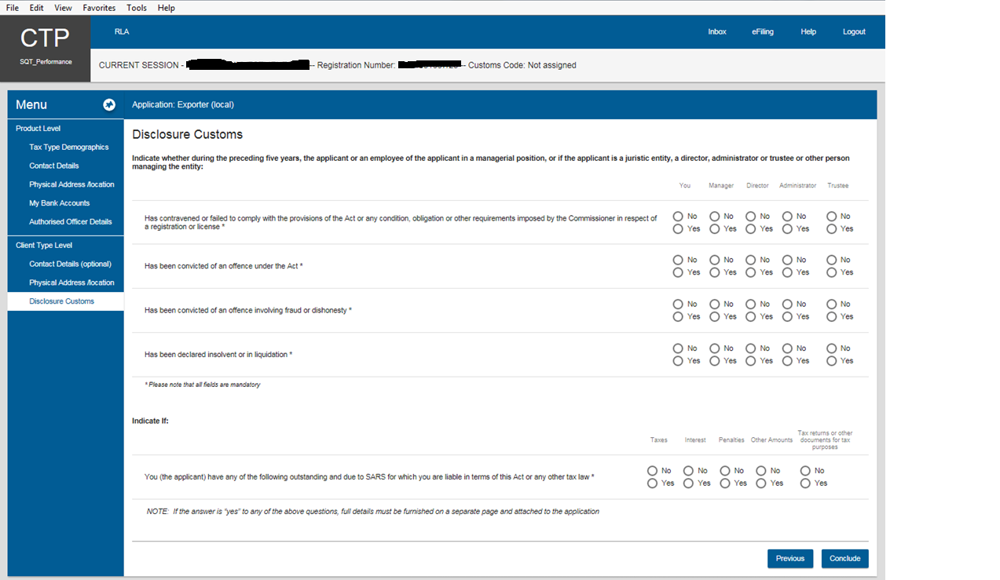 File Edit View Favorites Tools Help
CTP
SQT_Performance
RLA
Inbox eFiling Help Logout
CURRENT SESSION - -- Registration Number: -- Customs Code: Not assigned
Menu
Application: Exporter (local)
Product Level
Tax Type Demographics
Contact Details
Physical Address /location
My Bank Accounts
Authorised Officer Details
Client Type Level
Contact Details (optional)
Physical Address /location
Disclosure Customs
Disclosure Customs
Indicate whether during the preceding five years, the applicant or an employee of the applicant in a managerial position, or if the applicant is a juristic entity, a director, administrator or trustee or other person
managing the entity:
You Manager Director Administrator Trustee
Has contravened or failed to comply with the provisions of the Act or any condition, obligation or other requirements imposed by the Commissioner in respect of
a registration or license *
No No No No No
Yes Yes Yes Yes Yes
Has been convicted of an offence under the Act *
No No No No No
Yes Yes Yes Yes Yes
Has been convicted of an offence involving fraud or dishonesty *
No No No No No
Yes Yes Yes Yes Yes
Has been declared insolvent or in liquidation *
No No No No No
Yes Yes Yes Yes Yes
* Please note that all fields are mandatory
Indicate If:
Taxes Interest Penalties Other Amounts Tax returns or other
documents for tax
purposes
You (the applicant) have any of the following outstanding and due to SARS for which you are liable in terms of this Act or any other tax law *
No No No No No
Yes Yes Yes Yes Yes
NOTE: If the answer is "yes" to any of the above questions, full details must be furnished on a separate page and attached to the application
Previous Conclude